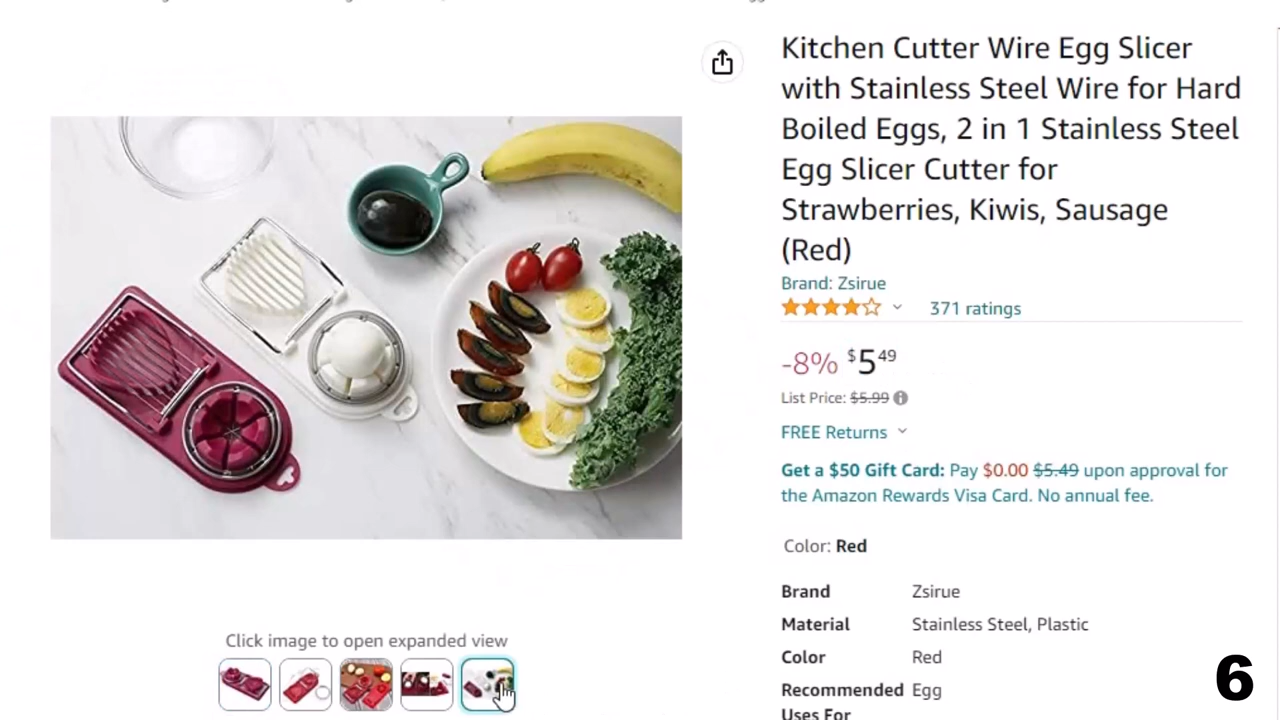 Kitchen Cutter Wire Egg Slicer
with Stainless Steel Wire for Hard
Boiled Eggs, 2 in 1 Stainless Steel
Egg Slicer Cutter for
Strawberries, Kiwis, Sausage
(Red)
Brand: Zsirue
371 ratings
-8% $5 49
List Price: $5.99
FREE Returns
Get a $50 Gift Card: Pay $0.00 $5.49 upon approval for
the Amazon Rewards Visa Card. No annual fee.
Color: Red
Brand Zsirue
Material Stainless Steel, Plastic
Color Red
Recommended Egg
Uses For
Click image to open expanded view
6